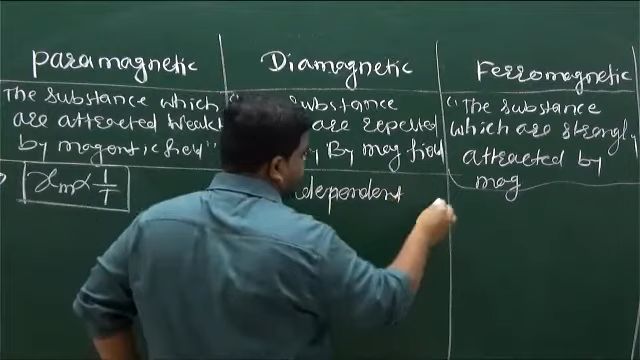 paramagnetic
Diamagnetic
Ferromagnetic
The substance which
are attracted weakl
by magnetic field"
χm ∝ 1/T
substance
are repelled
By mag field
dependent
"The substance
which are strongly
attracted by
mag